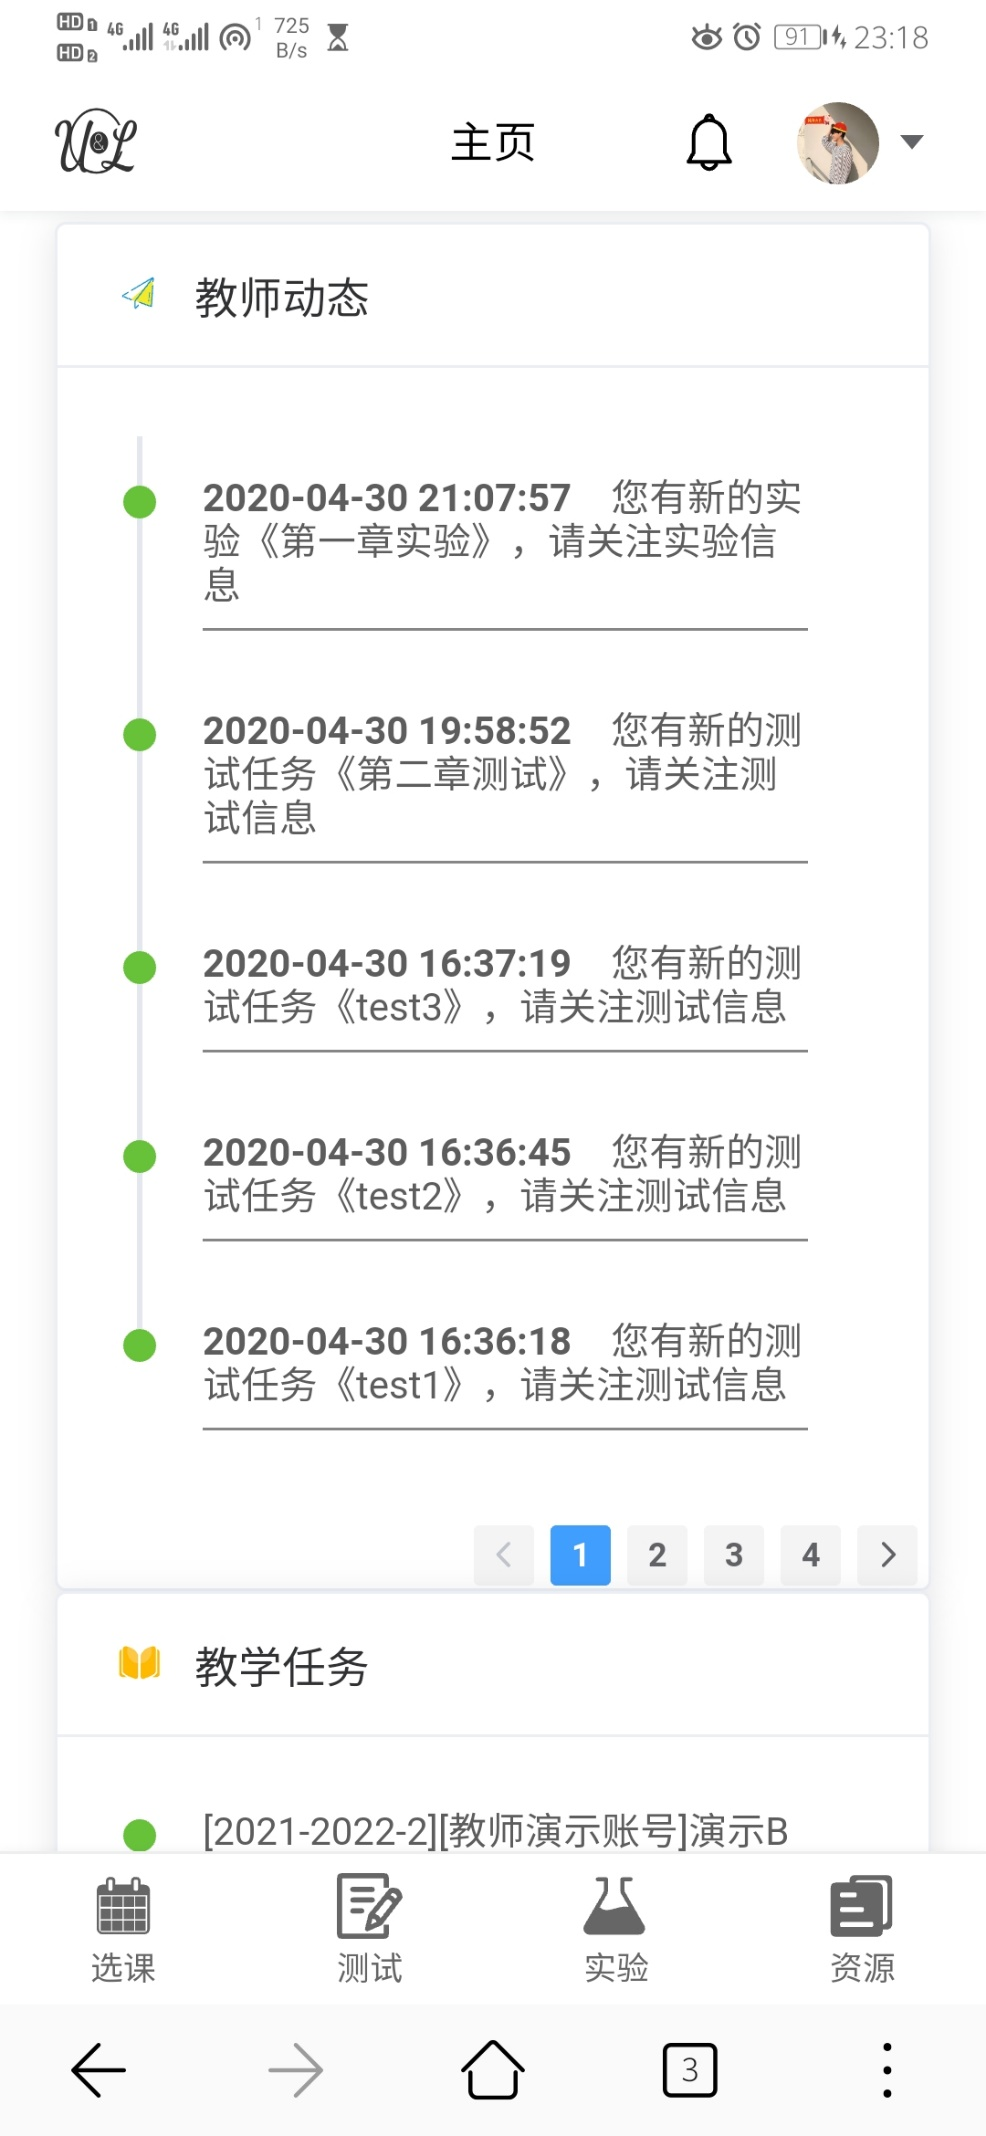 HD 1 4G 4G 1 725 91 23:18
HD 2 B/s
U&L 主页
教师动态
2020-04-30 21:07:57 您有新的实
验《第一章实验》，请关注实验信
息
2020-04-30 19:58:52 您有新的测
试任务《第二章测试》，请关注测
试信息
2020-04-30 16:37:19 您有新的测
试任务《test3》，请关注测试信息
2020-04-30 16:36:45 您有新的测
试任务《test2》，请关注测试信息
2020-04-30 16:36:18 您有新的测
试任务《test1》，请关注测试信息
1 2 3 4
教学任务
[2021-2022-2][教师演示账号]演示B
选课 测试 实验 资源
3